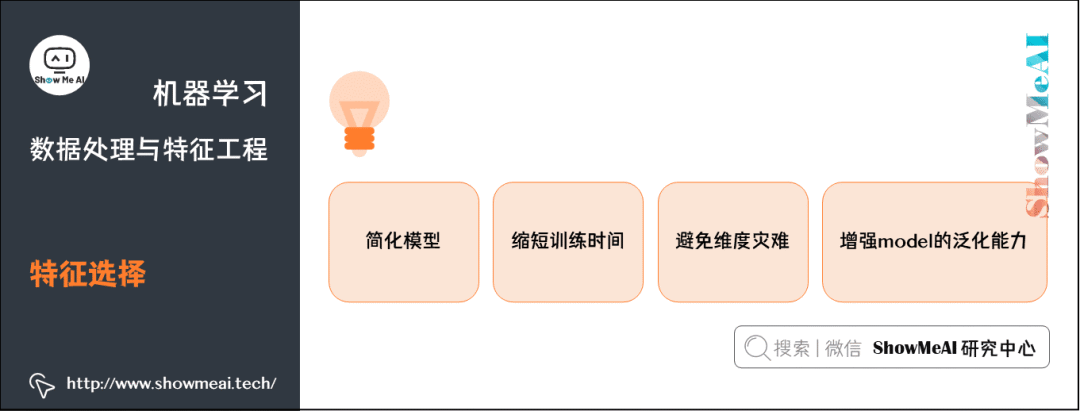 Show Me AI
机器学习
数据处理与特征工程
特征选择
http://www.showmeai.tech/
ShowMeAI
简化模型
缩短训练时间
避免维度灾难
增强model的泛化能力
搜索 | 微信 ShowMeAI 研究中心